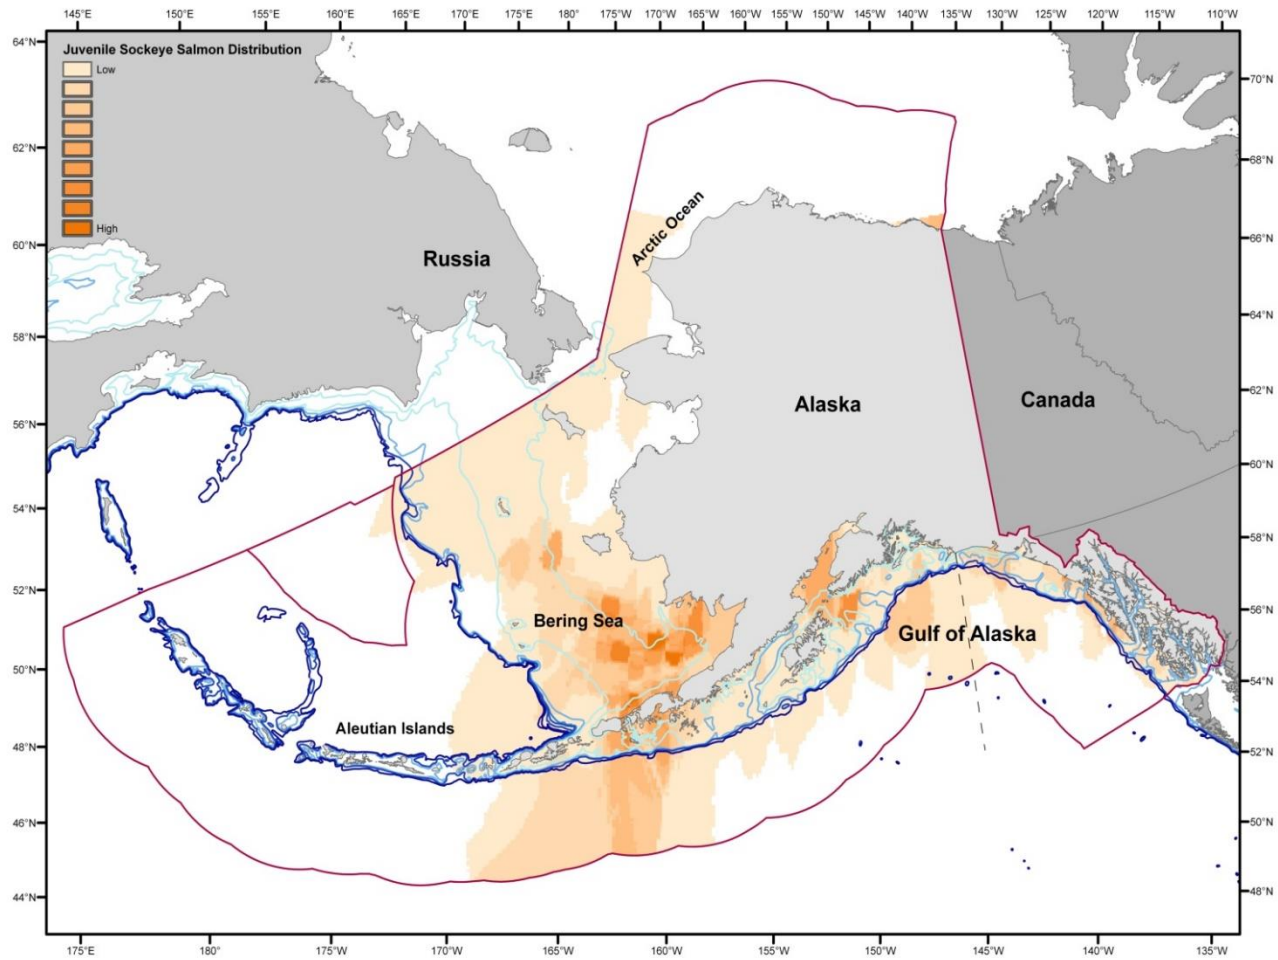 145°E 150°E 155°E 160°E 165°E 170°E 175°E 180° 175°W 170°W 165°W 160°W 155°W 150°W 145°W 140°W 135°W 130°W 125°W 120°W 115°W 110°W
64°N
Juvenile Sockeye Salmon Distribution
Low
70°N
62°N
68°N
High
Arctic Ocean
60°N
66°N
Russia
64°N
58°N
62°N
Alaska
Canada
56°N
60°N
54°N
58°N
52°N
56°N
Bering Sea
Gulf of Alaska
50°N
54°N
Aleutian Islands
48°N
52°N
46°N
50°N
44°N
48°N
175°E 180° 175°W 170°W 165°W 160°W 155°W 150°W 145°W 140°W 135°W